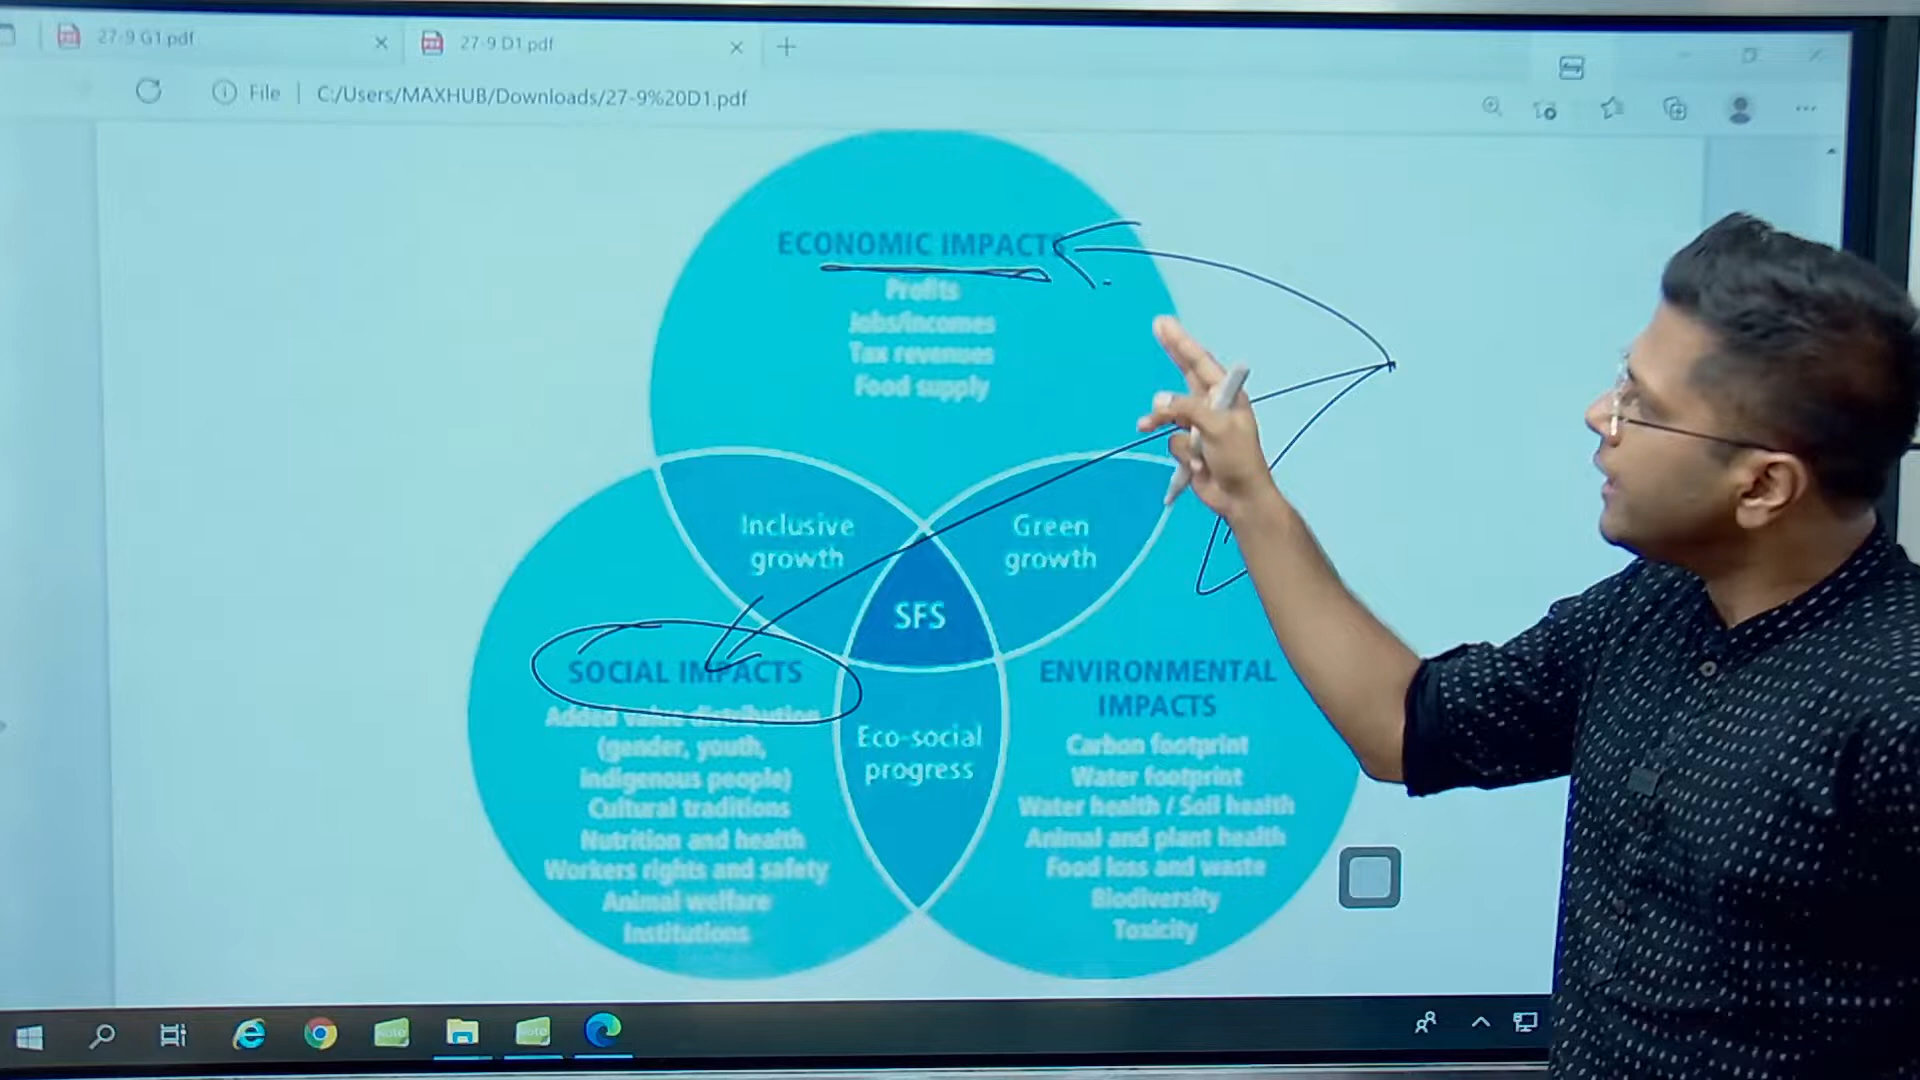 27-9 G1.pdf
27-9 D1.pdf
File
C:/Users/MAXHUB/Downloads/27-9%20D1.pdf
ECONOMIC IMPACTS
Profits
Jobs/incomes
Tax revenues
Food supply
Inclusive
growth
Green
growth
SFS
SOCIAL IMPACTS
Added value distribution
(gender, youth,
indigenous people)
Cultural traditions
Nutrition and health
Workers rights and safety
Animal welfare
Institutions
Eco-social
progress
ENVIRONMENTAL
IMPACTS
Carbon footprint
Water footprint
Water health / Soil health
Animal and plant health
Food loss and waste
Biodiversity
Toxicity